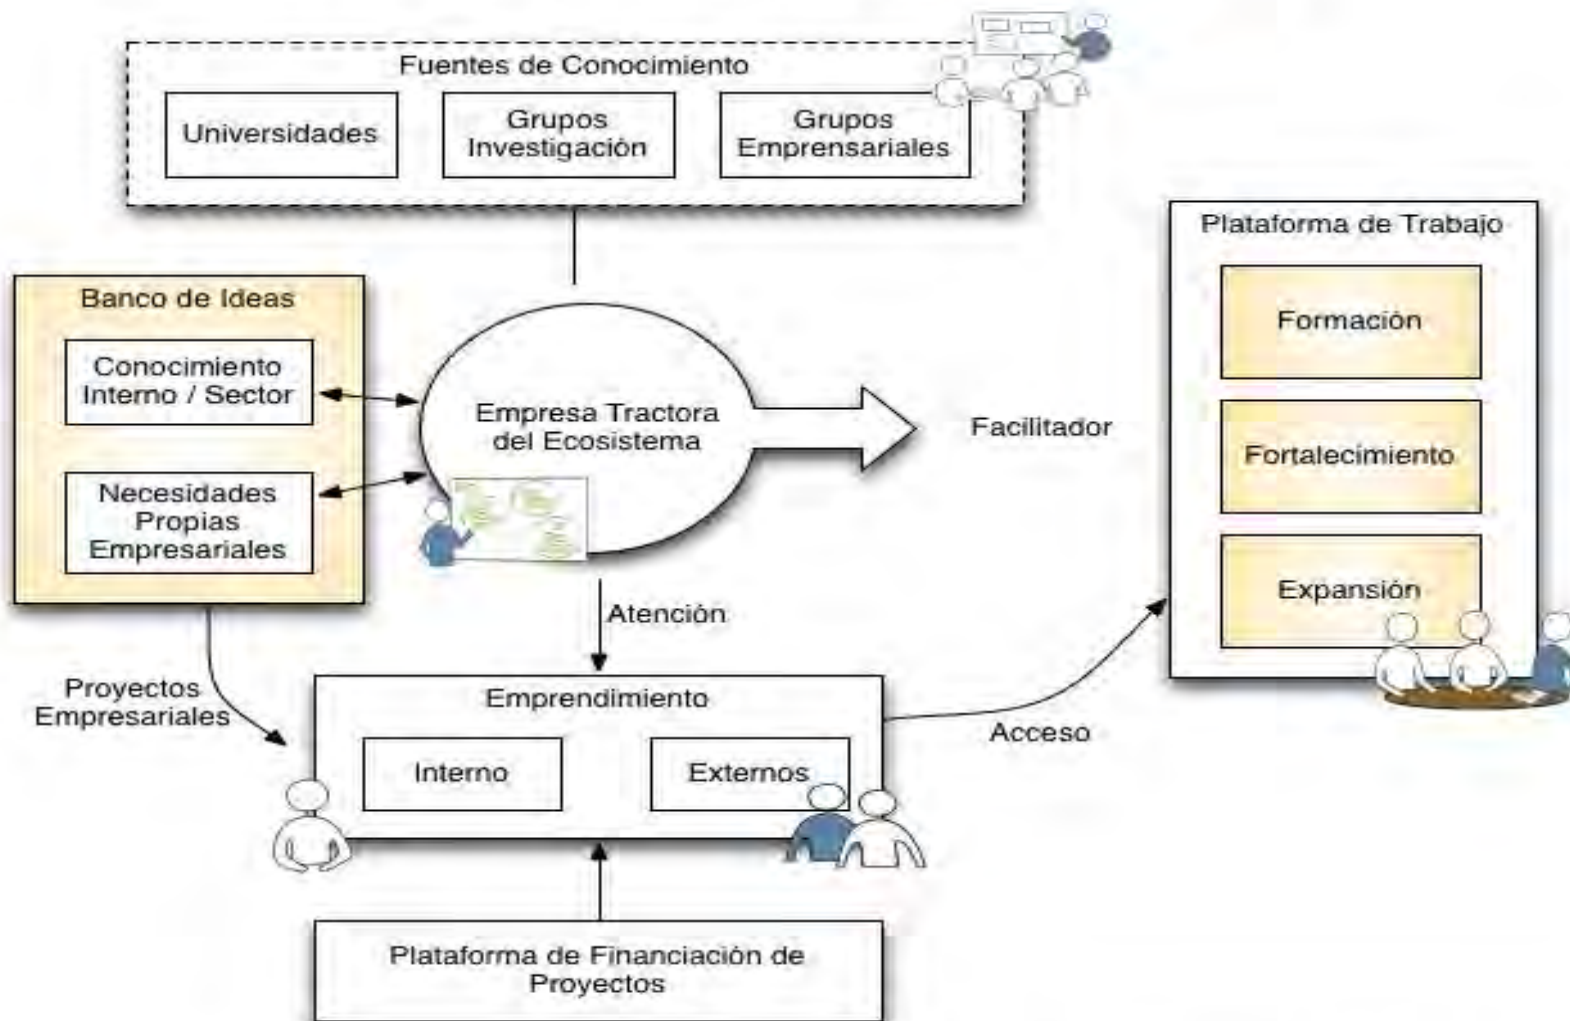 Fuentes de Conocimiento
Universidades
Grupos
Investigación
Grupos
Emprensariales
Plataforma de Trabajo
Formación
Fortalecimiento
Expansión
Banco de Ideas
Conocimiento
Interno / Sector
Necesidades
Propias
Empresariales
Empresa Tractora
del Ecosistema
Facilitador
Atención
Proyectos
Empresariales
Emprendimiento
Interno
Externos
Acceso
Plataforma de Financiación de
Proyectos